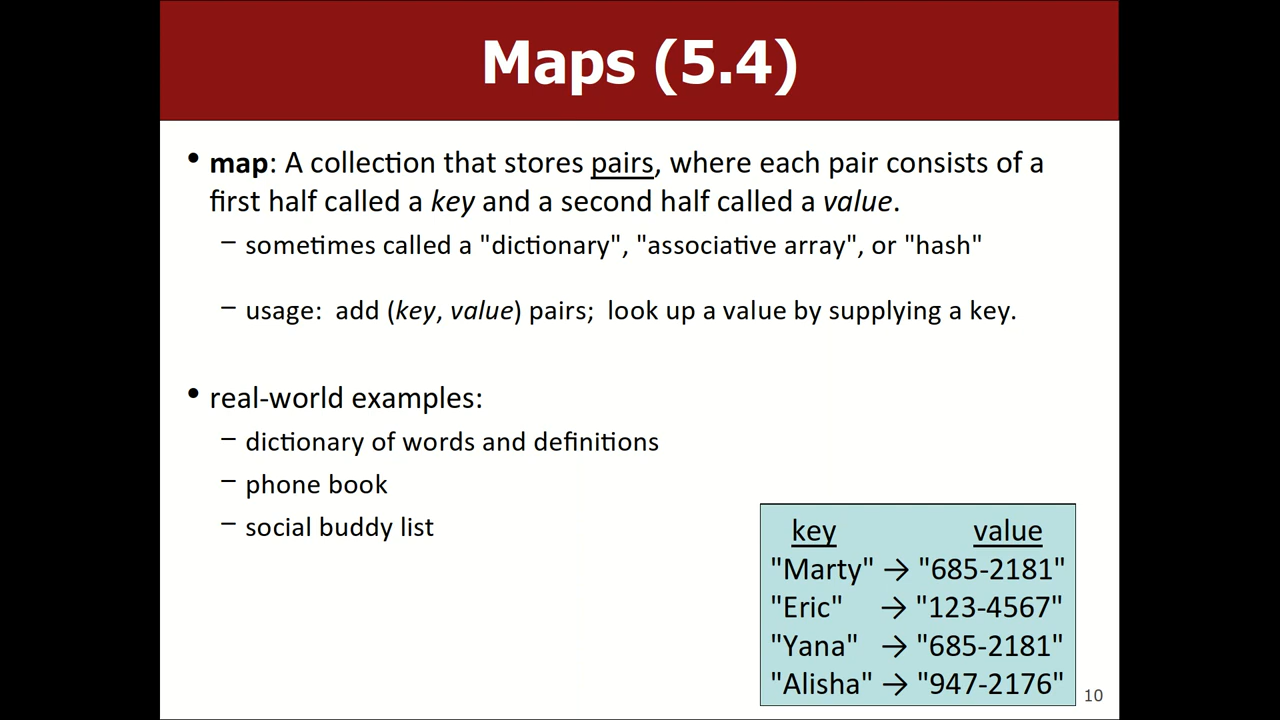 Maps (5.4)
• map: A collection that stores pairs, where each pair consists of a
first half called a key and a second half called a value.
– sometimes called a "dictionary", "associative array", or "hash"
– usage: add (key, value) pairs; look up a value by supplying a key.
• real-world examples:
– dictionary of words and definitions
– phone book
– social buddy list
key value
"Marty" → "685-2181"
"Eric" → "123-4567"
"Yana" → "685-2181"
"Alisha" → "947-2176"
10